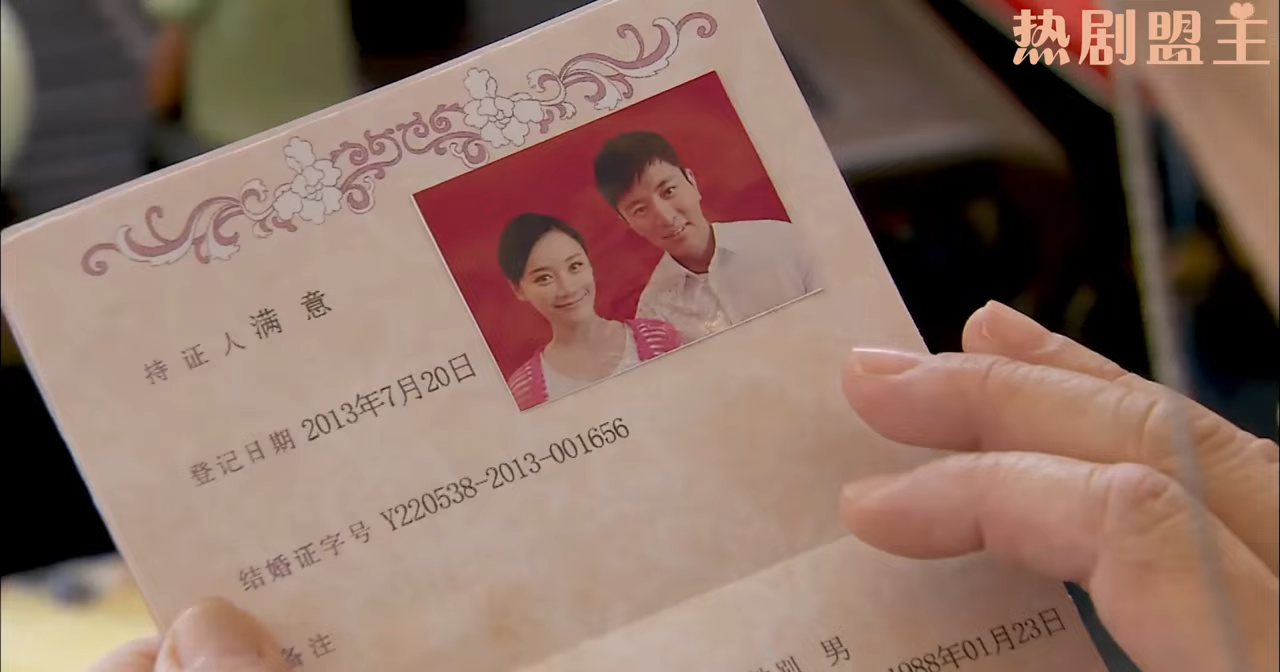 热剧盟主
持证人 满意
登记日期 2013年7月20日
结婚证字号 Y220538-2013-001656
备注
性别 男
1988年01月23日